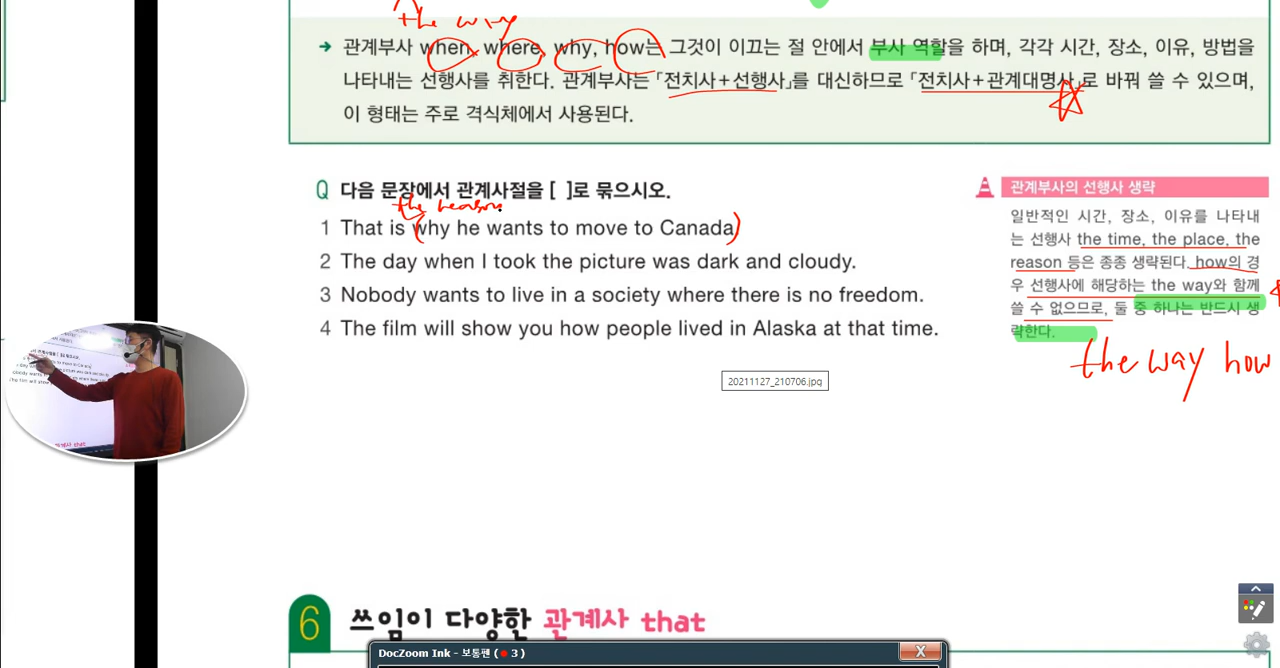 the way
→ 관계부사 when, where, why, how는 그것이 이끄는 절 안에서 부사 역할을 하며, 각각 시간, 장소, 이유, 방법을
나타내는 선행사를 취한다. 관계부사는 「전치사+선행사」를 대신하므로 「전치사+관계대명사」로 바꿔 쓸 수 있으며,
이 형태는 주로 격식체에서 사용된다.
Q 다음 문장에서 관계사절을 [ ]로 묶으시오.
the reason
1 That is (why he wants to move to Canada)
2 The day when I took the picture was dark and cloudy.
3 Nobody wants to live in a society where there is no freedom.
4 The film will show you how people lived in Alaska at that time.
관계부사의 선행사 생략
일반적인 시간, 장소, 이유를 나타내
는 선행사 the time, the place, the
reason 등은 종종 생략된다. how의 경
우 선행사에 해당하는 the way와 함께
쓸 수 없으므로, 둘 중 하나는 반드시 생
략한다.
the way how
20211127_210706.jpg
6 쓰임이 다양한 관계사 that
DocZoom Ink - 보통펜 ( 3 )
X